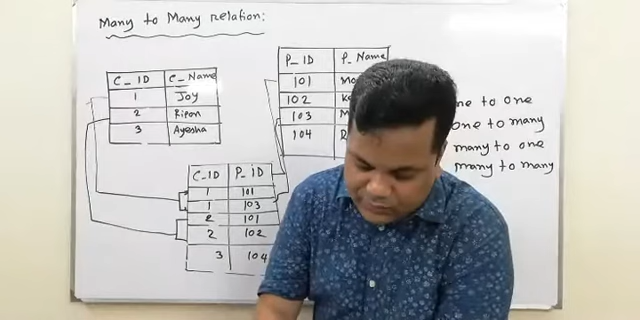 Many to Many relation:
P_ID P_Name
C_ID C_Name
101
1 Joy
102
2 Ripon
103
3 Ayesha
104
one to one
one to many
many to one
many to many
C_ID P_ID
1 101
1 103
2 101
2 102
3 104